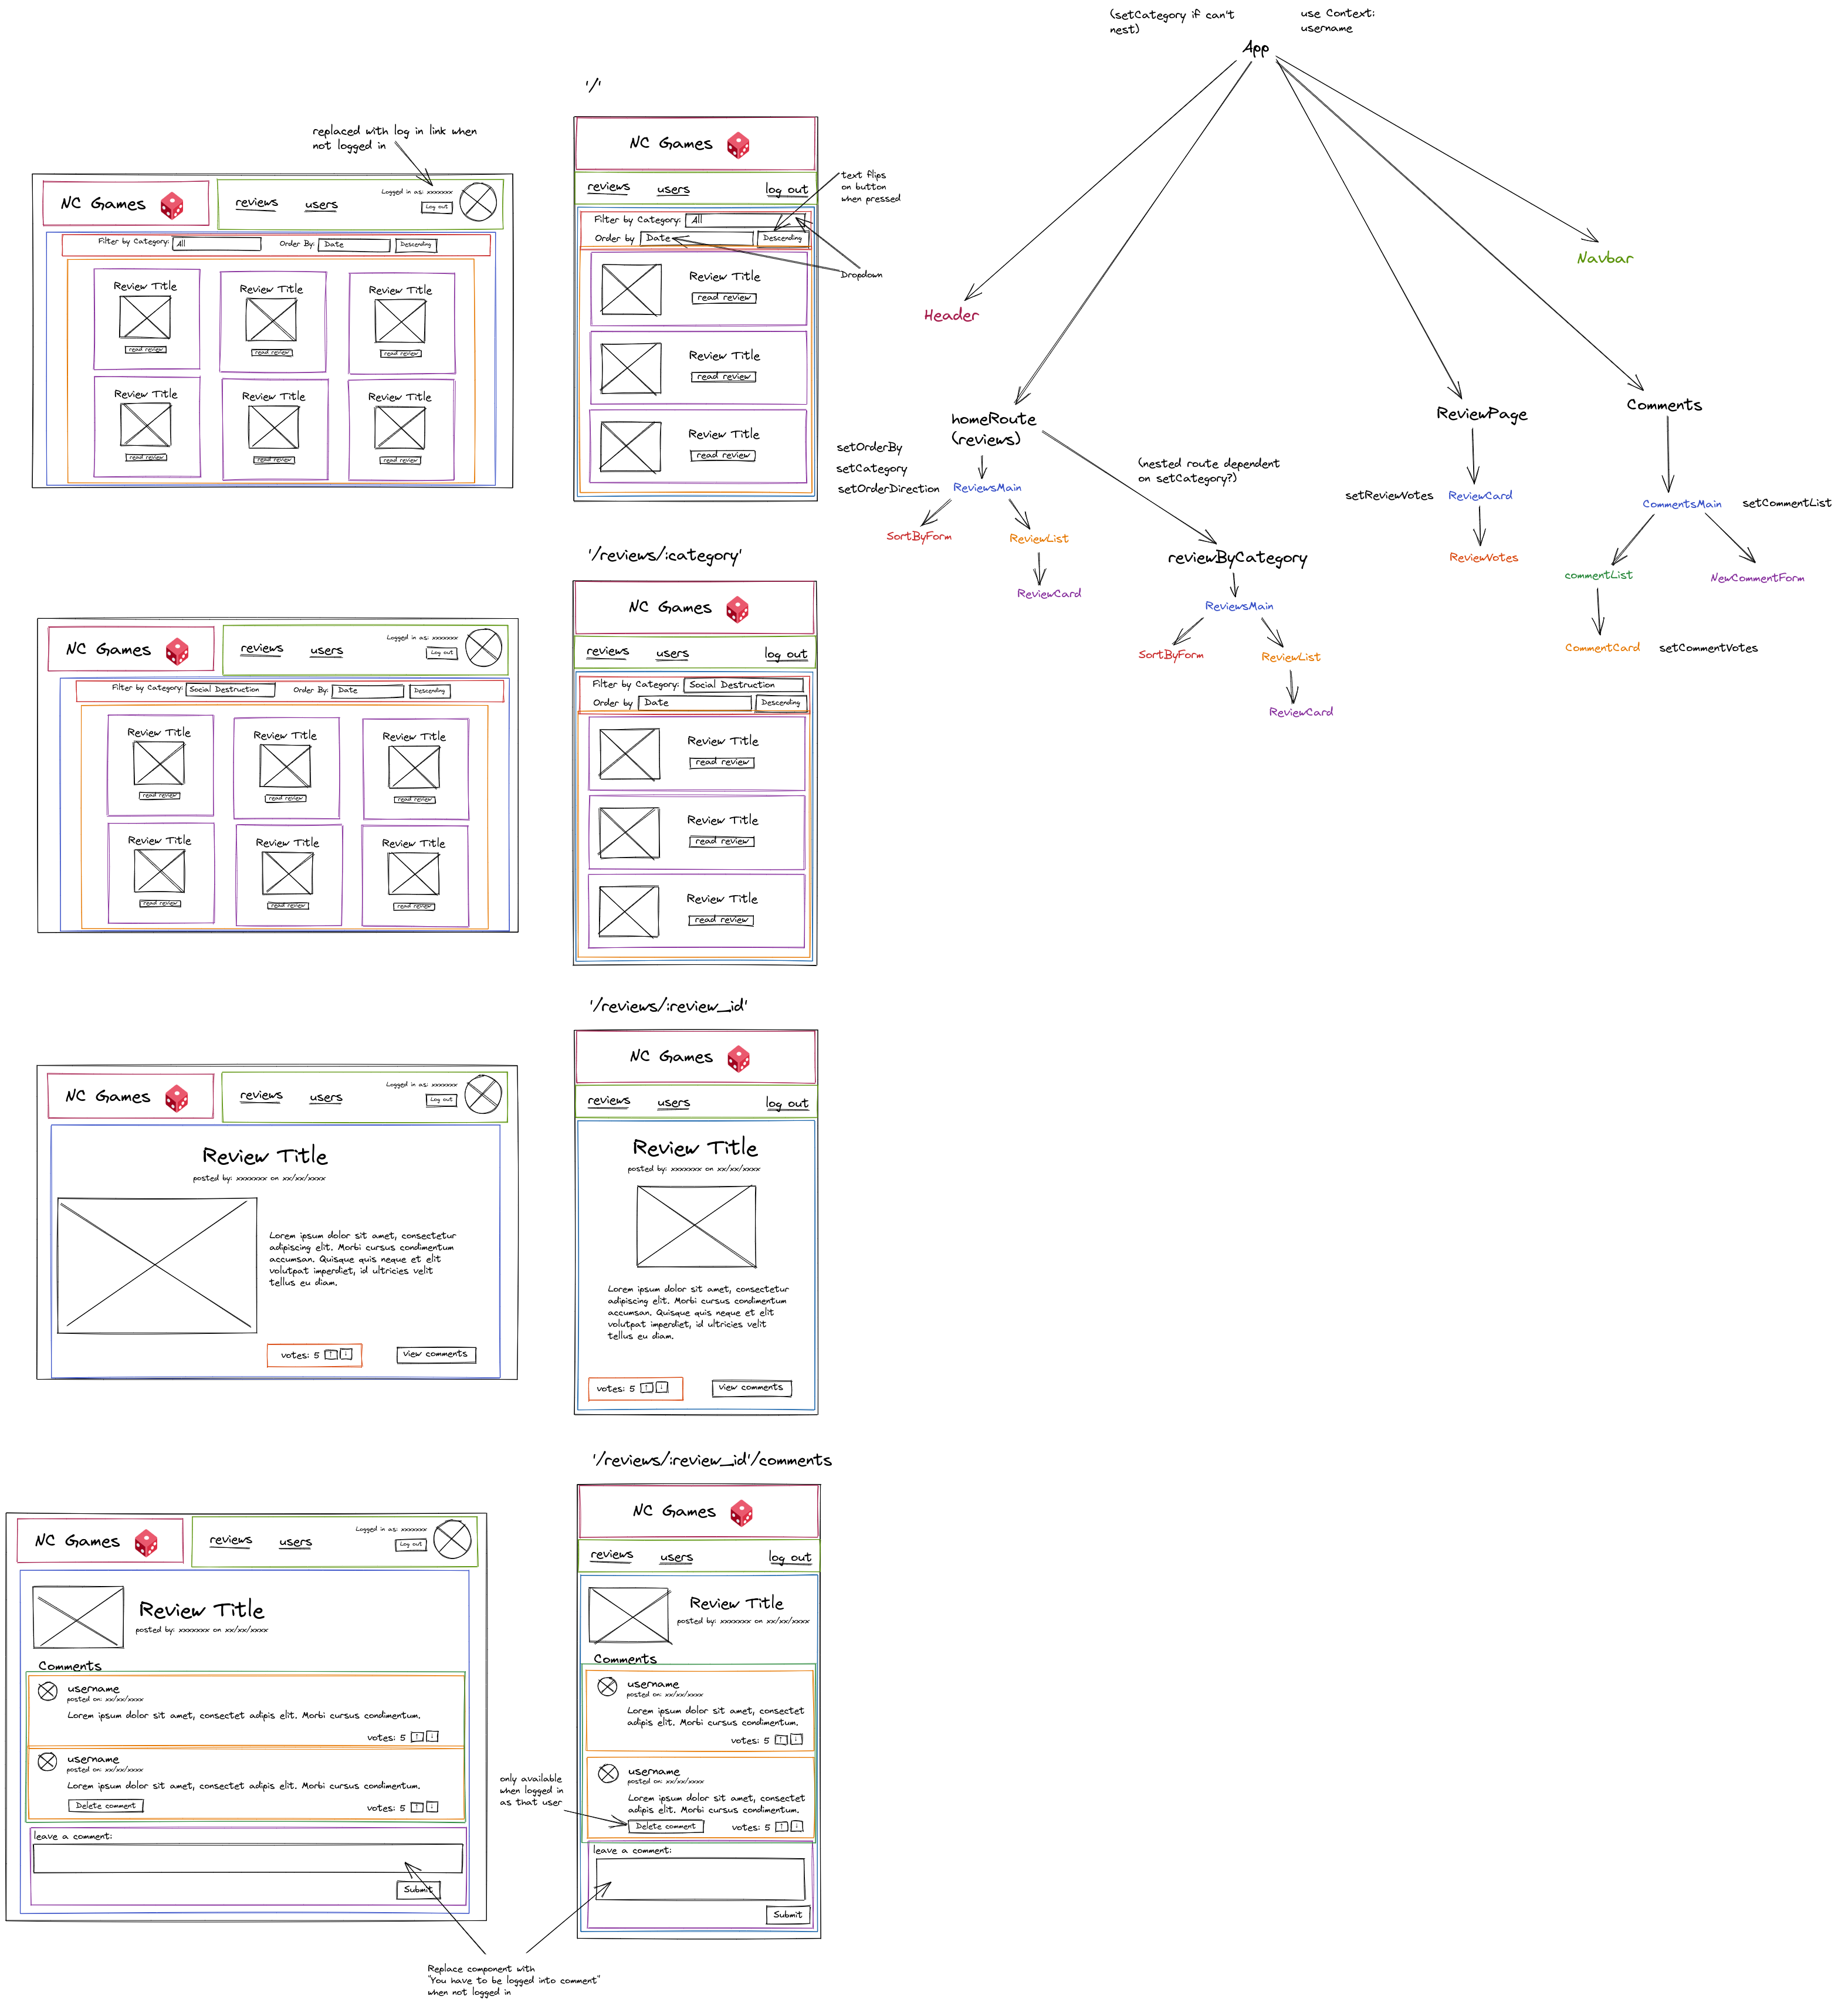 (setCategory if can't
nest)
use Context:
username
App
Header
Navbar
homeRoute
(reviews)
setOrderBy
setCategory
setOrderDirection
ReviewsMain
SortByForm
ReviewList
ReviewCard
(nested route dependent
on setCategory?)
reviewByCategory
ReviewsMain
SortByForm
ReviewList
ReviewCard
ReviewPage
setReviewVotes
ReviewCard
ReviewVotes
Comments
CommentsMain
setCommentList
commentList
NewCommentForm
CommentCard
setCommentVotes
replaced with log in link when
not logged in
NC Games
reviews
users
Logged in as: xxxxxxx
Log out
Filter by Category:
All
Order By:
Date
Descending
Review Title
read review
Review Title
read review
Review Title
read review
Review Title
read review
Review Title
read review
Review Title
read review
'/'
NC Games
reviews
users
log out
text flips
on button
when pressed
Filter by Category:
All
Order by
Date
Descending
Dropdown
Review Title
read review
Review Title
read review
Review Title
read review
NC Games
reviews
users
Logged in as: xxxxxxx
Log out
Filter by Category:
Social Destruction
Order By:
Date
Descending
Review Title
read review
Review Title
read review
Review Title
read review
Review Title
read review
Review Title
read review
Review Title
read review
'/reviews/:category'
NC Games
reviews
users
log out
Filter by Category:
Social Destruction
Order by
Date
Descending
Review Title
read review
Review Title
read review
Review Title
read review
NC Games
reviews
users
Logged in as: xxxxxxx
Log out
Review Title
posted by: xxxxxxx on xx/xx/xxxx
Lorem ipsum dolor sit amet, consectetur
adipiscing elit. Morbi cursus condimentum
accumsan. Quisque quis neque et elit
volutpat imperdiet, id ultricies velit
tellus eu diam.
votes: 5 ↑ ↓
view comments
'/reviews/:review_id'
NC Games
reviews
users
log out
Review Title
posted by: xxxxxxx on xx/xx/xxxx
Lorem ipsum dolor sit amet, consectetur
adipiscing elit. Morbi cursus condimentum
accumsan. Quisque quis neque et elit
volutpat imperdiet, id ultricies velit
tellus eu diam.
votes: 5 ↑ ↓
view comments
NC Games
reviews
users
Logged in as: xxxxxxx
Log out
Review Title
posted by: xxxxxxx on xx/xx/xxxx
Comments
username
posted on: xx/xx/xxxx
Lorem ipsum dolor sit amet, consectet adipis elit. Morbi cursus condimentum.
votes: 5 ↑ ↓
username
posted on: xx/xx/xxxx
Lorem ipsum dolor sit amet, consectet adipis elit. Morbi cursus condimentum.
Delete comment
votes: 5 ↑ ↓
leave a comment:
Submit
'/reviews/:review_id'/comments
NC Games
reviews
users
log out
Review Title
posted by: xxxxxxx on xx/xx/xxxx
Comments
username
posted on: xx/xx/xxxx
Lorem ipsum dolor sit amet, consectet
adipis elit. Morbi cursus condimentum.
votes: 5 ↑ ↓
username
posted on: xx/xx/xxxx
Lorem ipsum dolor sit amet, consectet
adipis elit. Morbi cursus condimentum.
Delete comment
votes: 5 ↑ ↓
only available
when logged in
as that user
leave a comment:
Submit
Replace component with
"You have to be logged into comment"
when not logged in